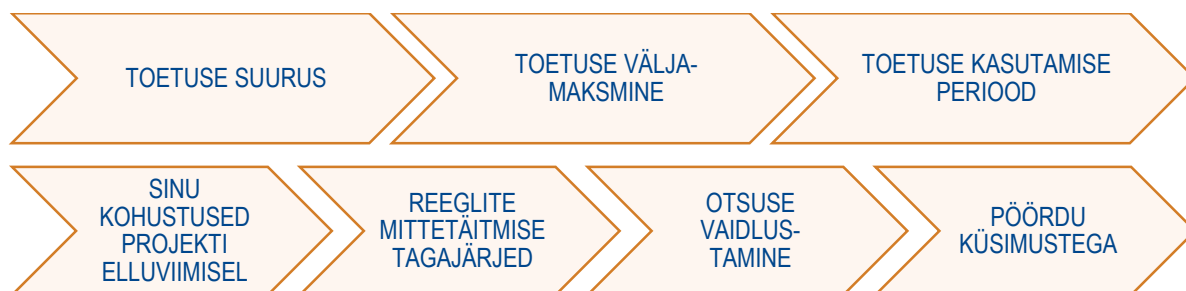 TOETUSE SUURUS
TOETUSE VÄLJA-
MAKSMINE
TOETUSE KASUTAMISE
PERIOOD
SINU
KOHUSTUSED
PROJEKTI
ELLUVIIMISEL
REEGLITE
MITTETÄITMISE
TAGAJÄRJED
OTSUSE
VAIDLUS-
TAMINE
PÖÖRDU
KÜSIMUSTEGA